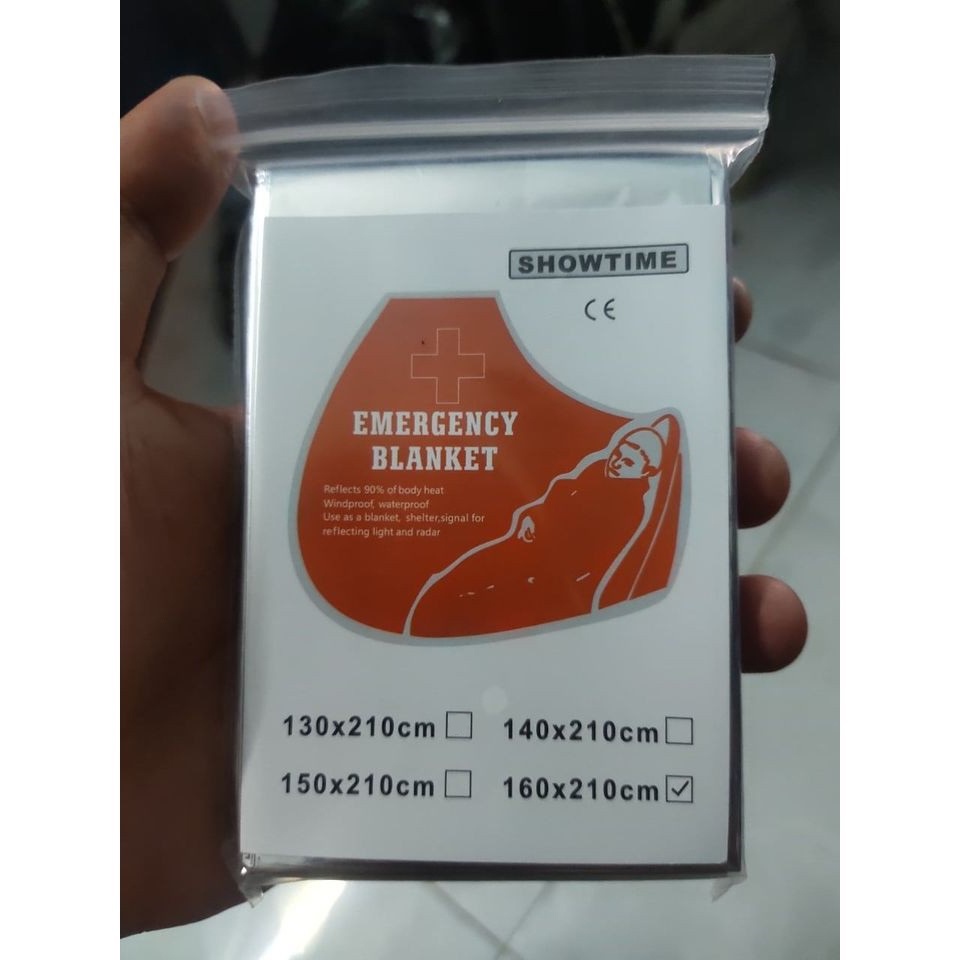 SHOWTIME
CE
EMERGENCY
BLANKET
Reflects 90% of body heat
Windproof, waterproof
Use as a blanket, shelter,signal for
reflecting light and radar
130x210cm
140x210cm
150x210cm
160x210cm